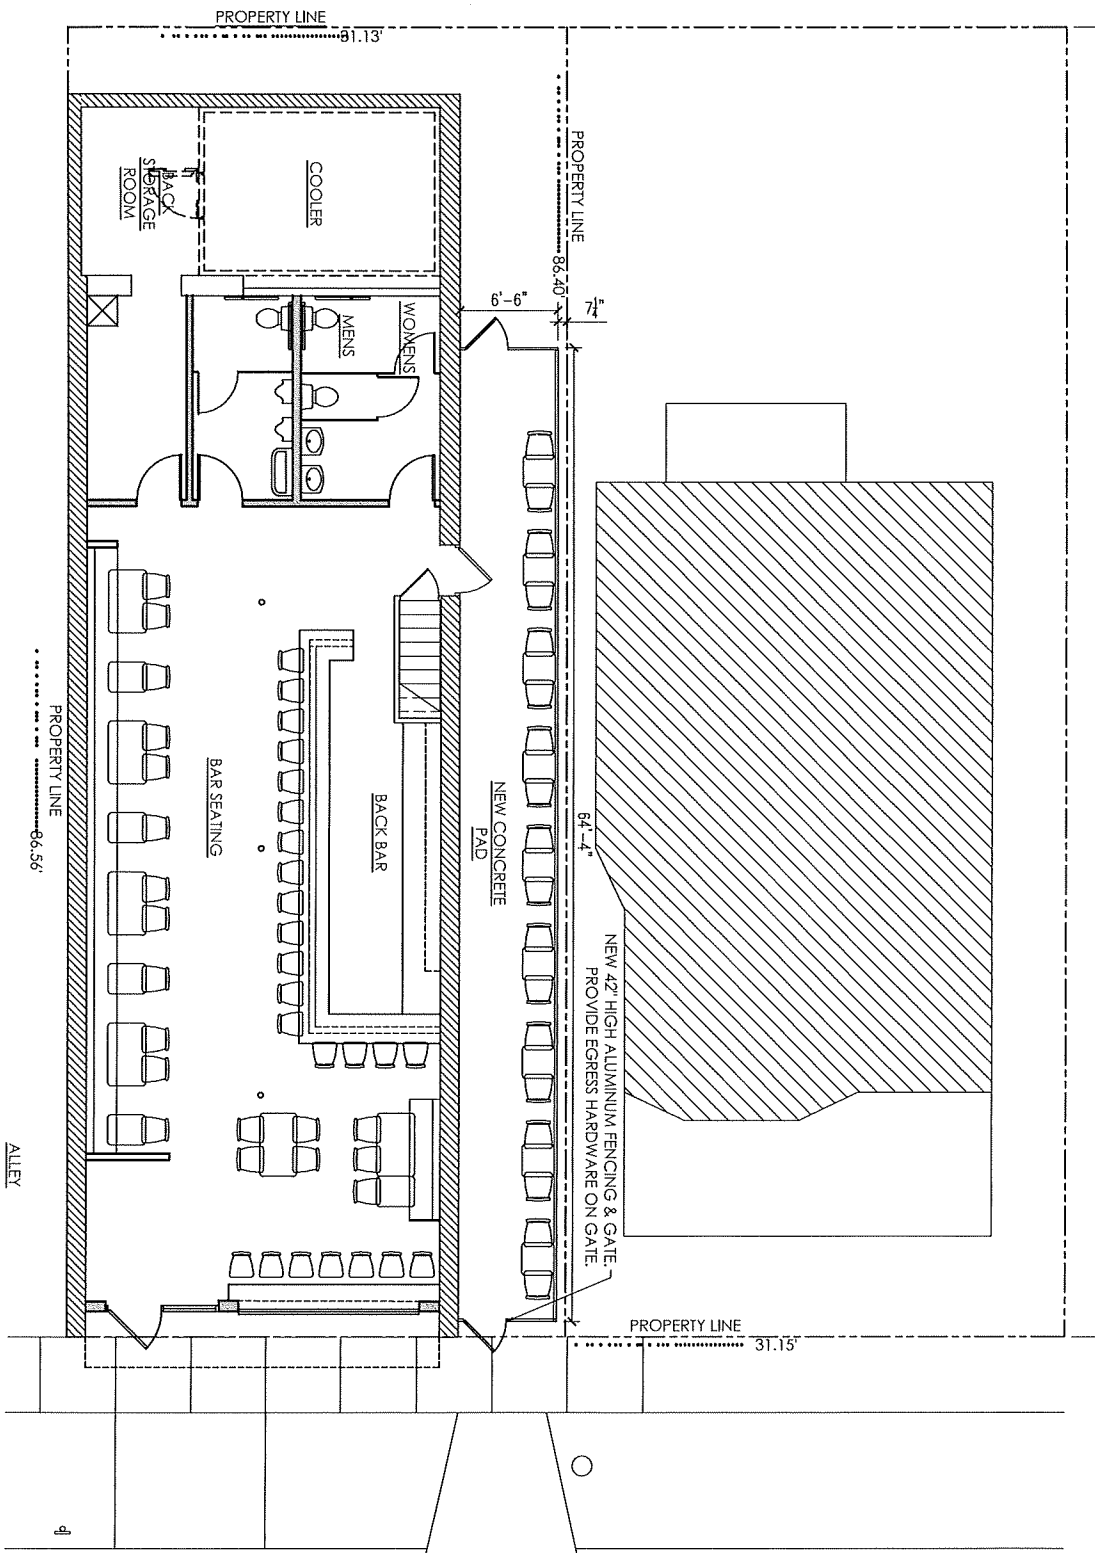 PROPERTY LINE
31.13'
PROPERTY LINE
86.40'
COOLER
BACK
STORAGE
ROOM
6'-6"
7¼"
WOMENS
MENS
PROPERTY LINE
86.56'
BAR SEATING
BACK BAR
NEW CONCRETE
PAD
64'-4"
NEW 42" HIGH ALUMINUM FENCING & GATE.
PROVIDE EGRESS HARDWARE ON GATE.
ALLEY
PROPERTY LINE
31.15'